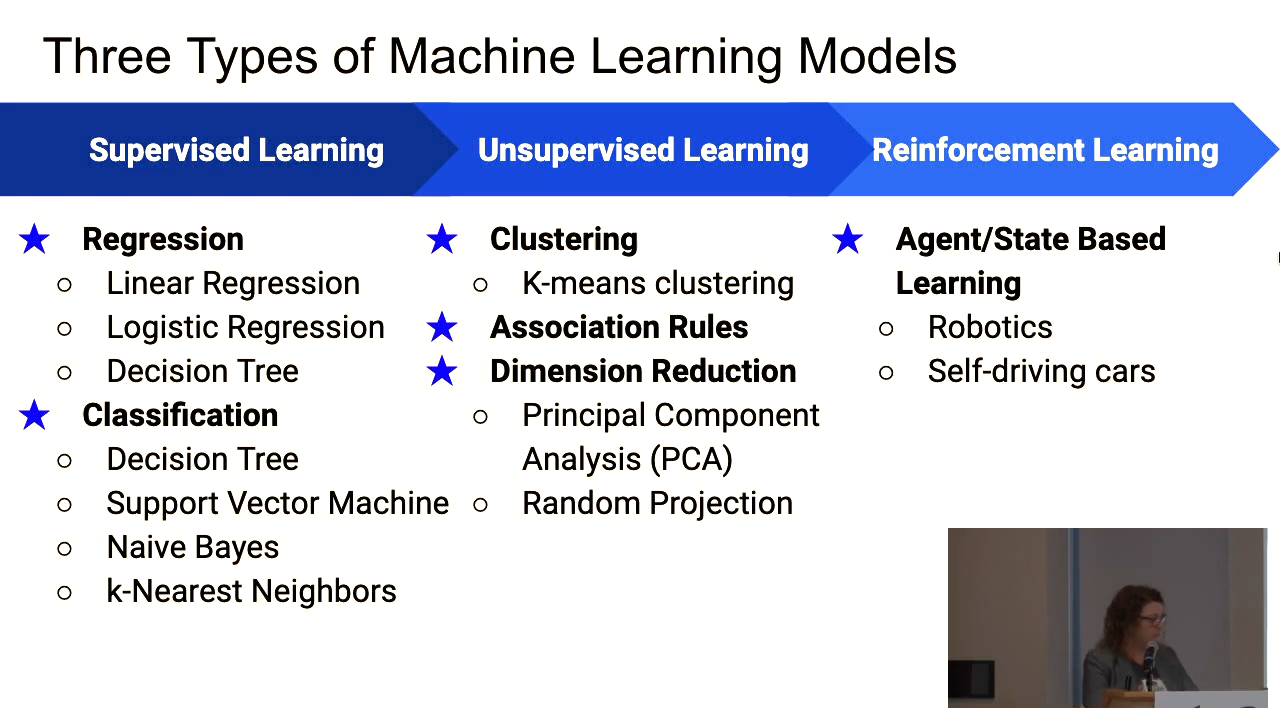 Three Types of Machine Learning Models
Supervised Learning
Unsupervised Learning
Reinforcement Learning
Regression
Linear Regression
Logistic Regression
Decision Tree
Classification
Decision Tree
Support Vector Machine
Naive Bayes
k-Nearest Neighbors
Clustering
K-means clustering
Association Rules
Dimension Reduction
Principal Component
Analysis (PCA)
Random Projection
Agent/State Based
Learning
Robotics
Self-driving cars